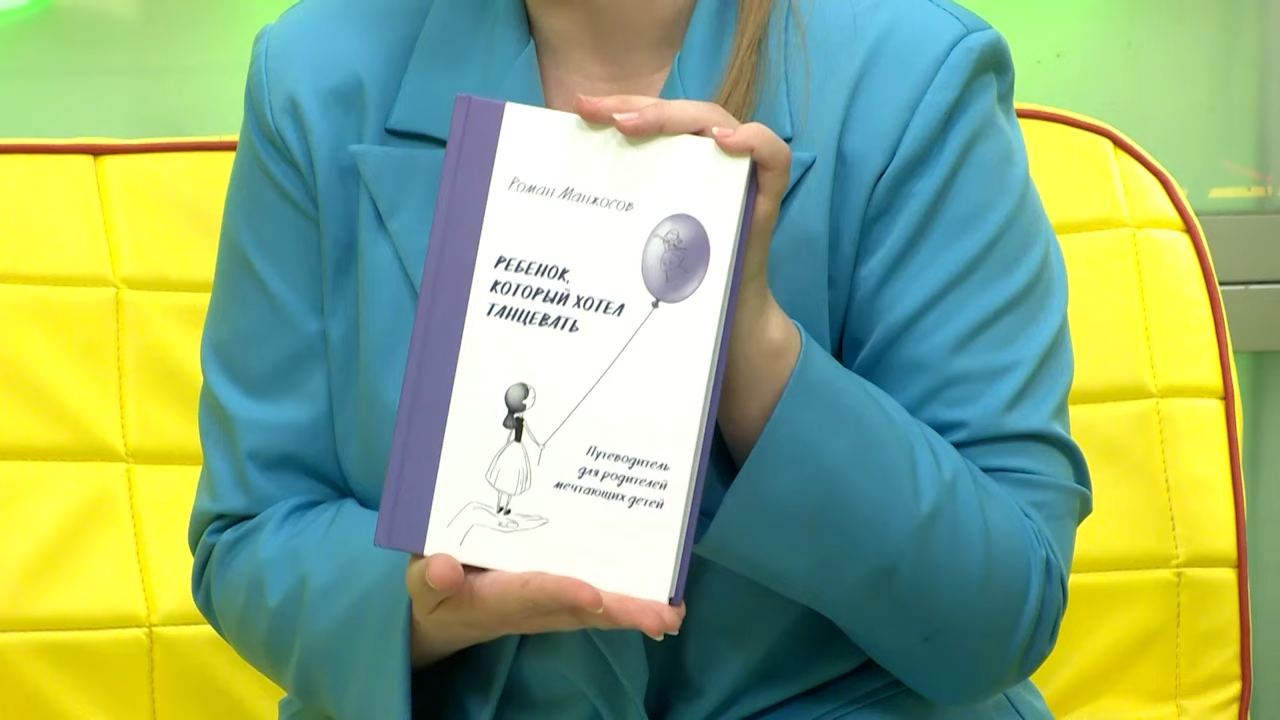 Роман Манжосов
РЕБЕНОК,
КОТОРЫЙ ХОТЕЛ
ТАНЦЕВАТЬ
Путеводитель
для родителей
мечтающих детей